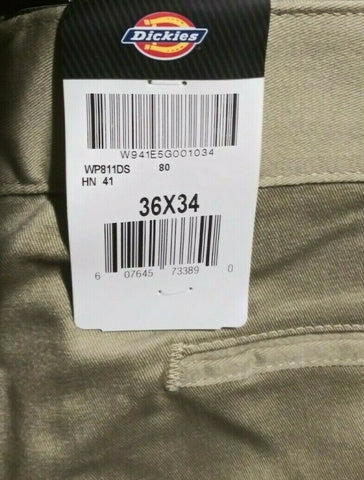 Dickies
W941E5G001034
WP811DS 80
HN 41
36X34
6 07645 73389 0